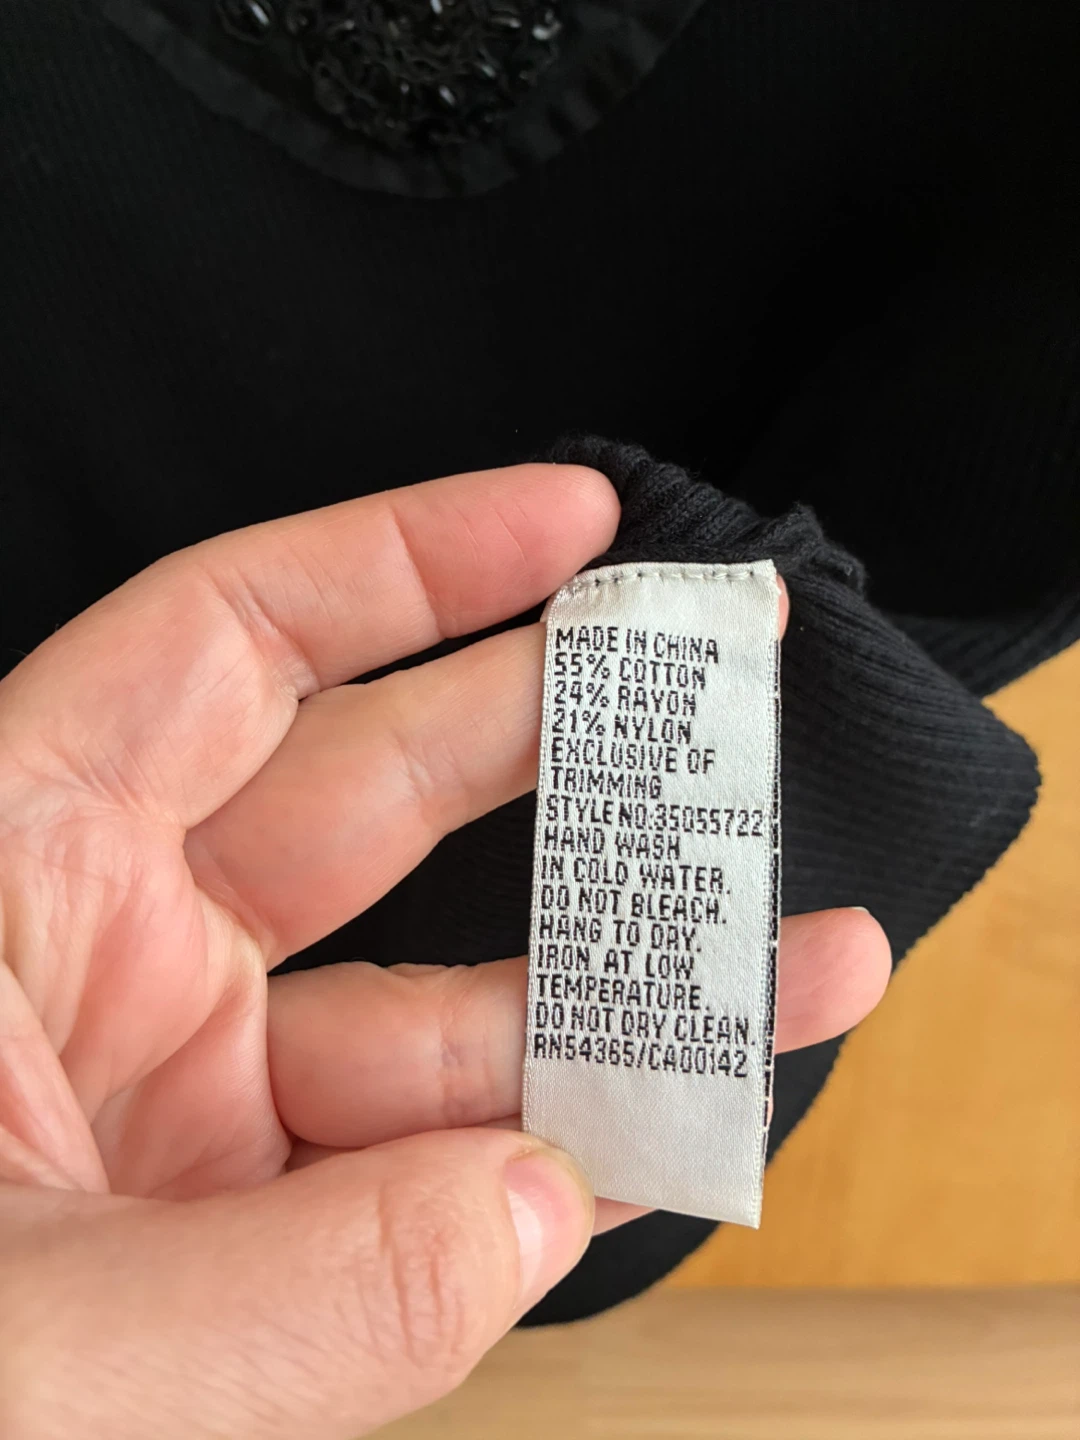 MADE IN CHINA
55% COTTON
24% RAYON
21% NYLON
EXCLUSIVE OF
TRIMMING
STYLE NO:35055722
HAND WASH
IN COLD WATER.
DO NOT BLEACH.
HANG TO DRY.
IRON AT LOW
TEMPERATURE.
DO NOT DRY CLEAN.
RN54365/CA00142